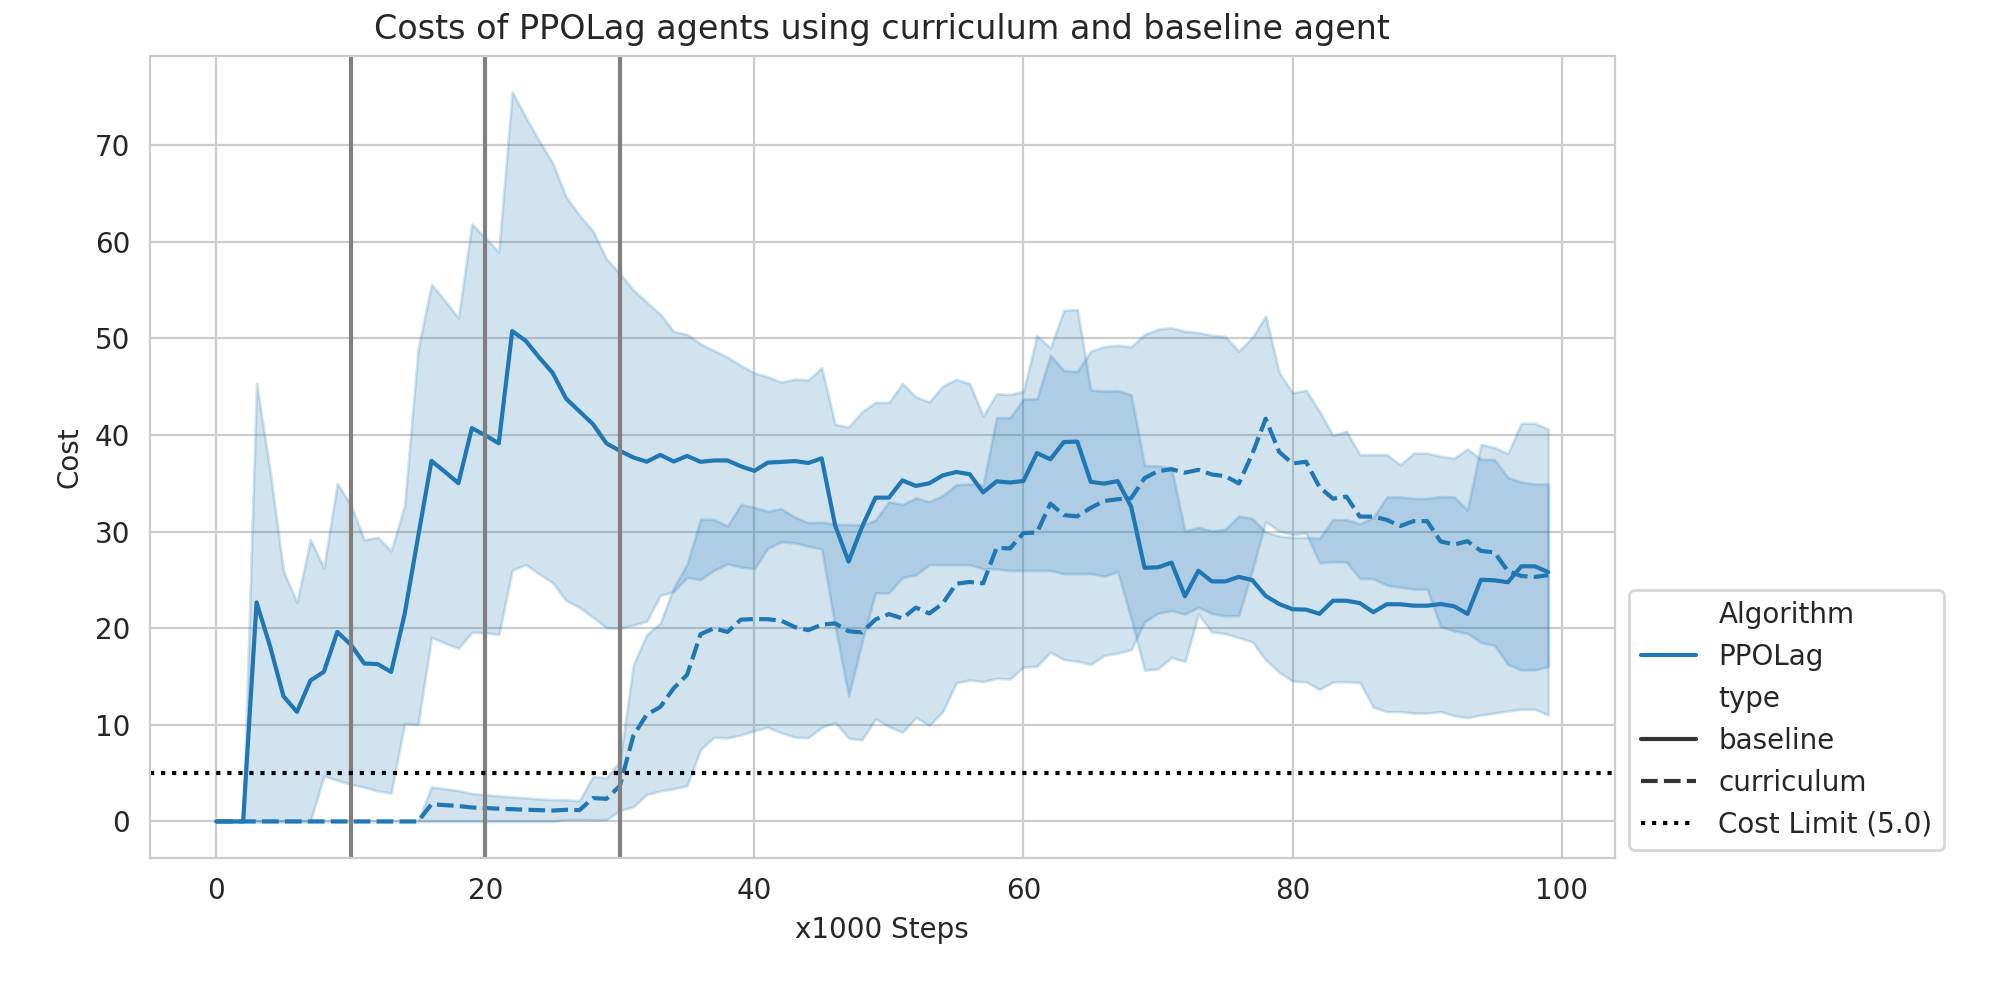 Costs of PPOLag agents using curriculum and baseline agent
Cost
70
60
50
40
30
20
10
0
0 20 40 60 80 100
x1000 Steps
Algorithm
PPOLag
type
baseline
curriculum
Cost Limit (5.0)